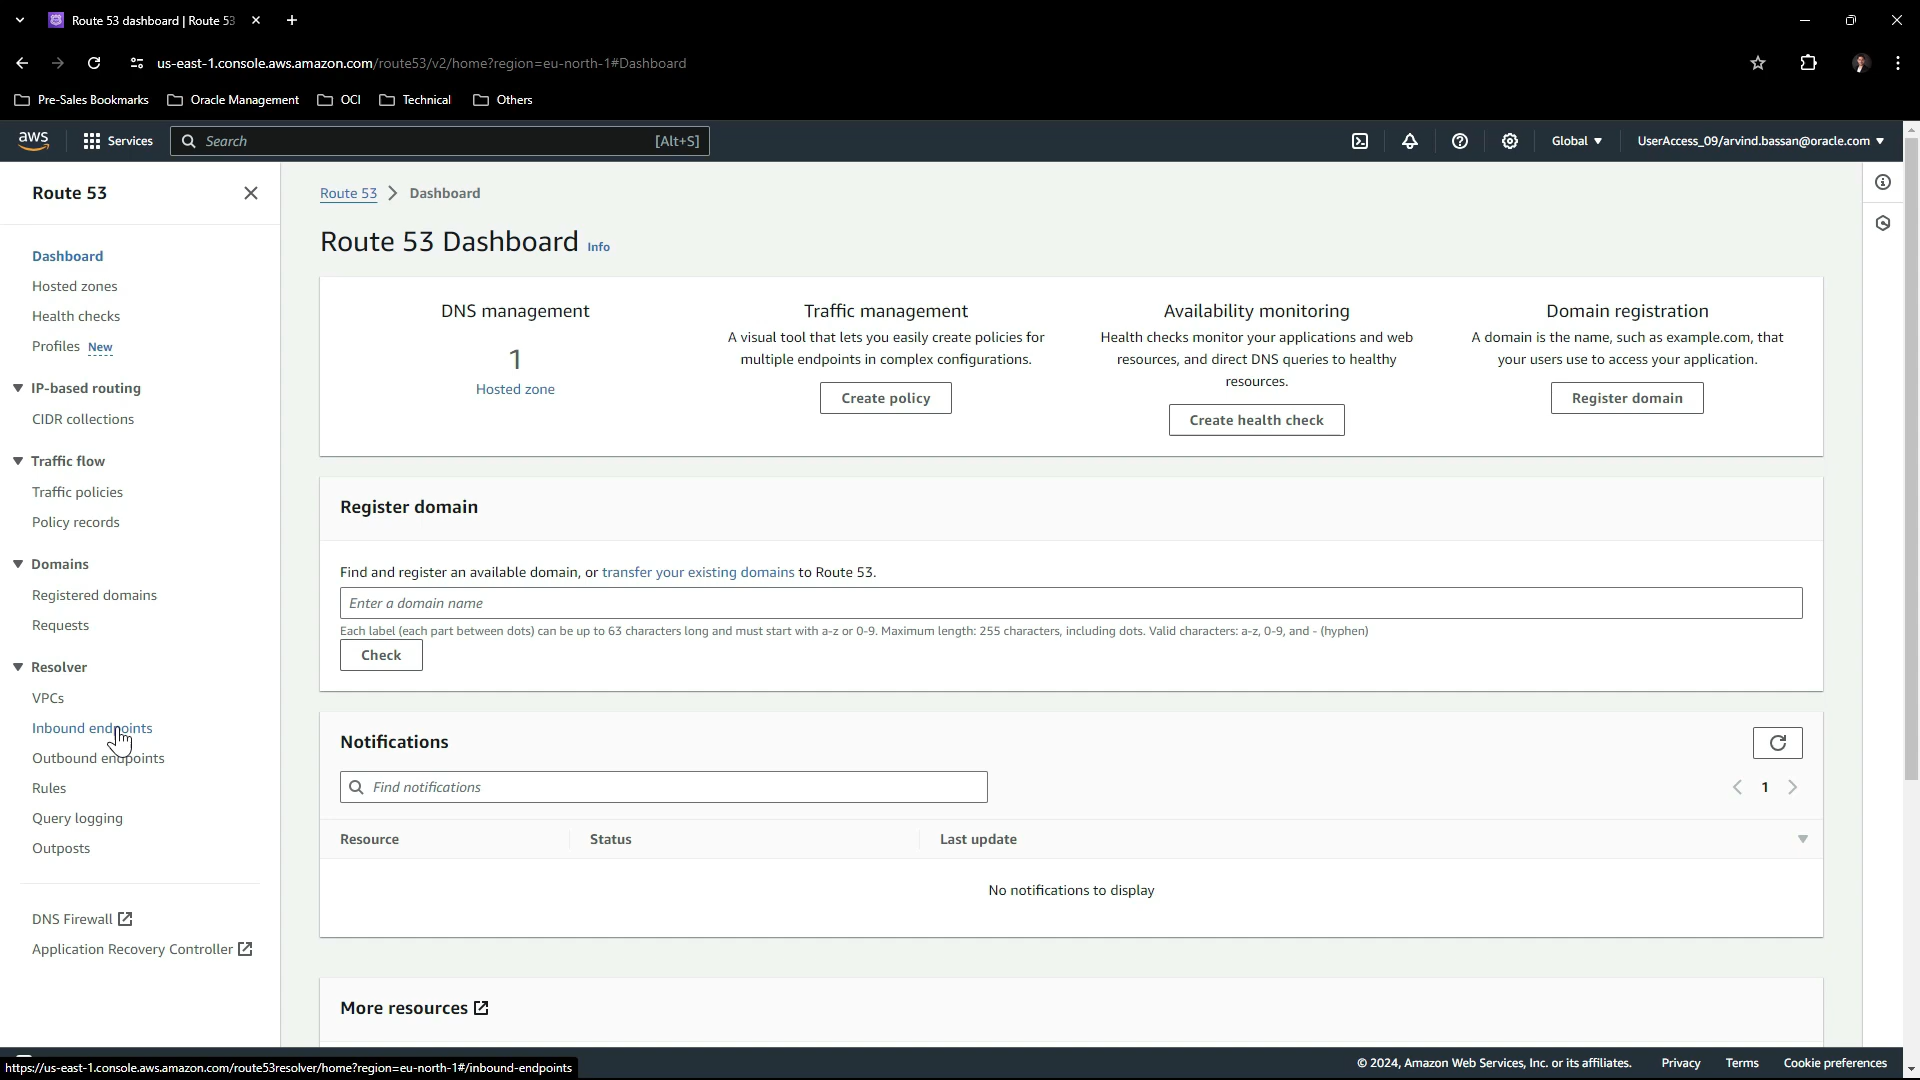 Route 53 dashboard | Route 53
us-east-1.console.aws.amazon.com/route53/v2/home?region=eu-north-1#Dashboard
Pre-Sales Bookmarks
Oracle Management
OCI
Technical
Others
aws
Services
Search
[Alt+S]
Global
UserAccess_09/arvind.bassan@oracle.com
Route 53
Dashboard
Hosted zones
Health checks
Profiles New
IP-based routing
CIDR collections
Traffic flow
Traffic policies
Policy records
Domains
Registered domains
Requests
Resolver
VPCs
Inbound endpoints
Outbound endpoints
Rules
Query logging
Outposts
DNS Firewall
Application Recovery Controller
Route 53 > Dashboard
Route 53 Dashboard Info
DNS management
1
Hosted zone
Traffic management
A visual tool that lets you easily create policies for
multiple endpoints in complex configurations.
Create policy
Availability monitoring
Health checks monitor your applications and web
resources, and direct DNS queries to healthy
resources.
Create health check
Domain registration
A domain is the name, such as example.com, that
your users use to access your application.
Register domain
Register domain
Find and register an available domain, or transfer your existing domains to Route 53.
Enter a domain name
Each label (each part between dots) can be up to 63 characters long and must start with a-z or 0-9. Maximum length: 255 characters, including dots. Valid characters: a-z, 0-9, and - (hyphen)
Check
Notifications
Find notifications
1
Resource
Status
Last update
No notifications to display
More resources
https://us-east-1.console.aws.amazon.com/route53resolver/home?region=eu-north-1#/inbound-endpoints
© 2024, Amazon Web Services, Inc. or its affiliates.
Privacy
Terms
Cookie preferences